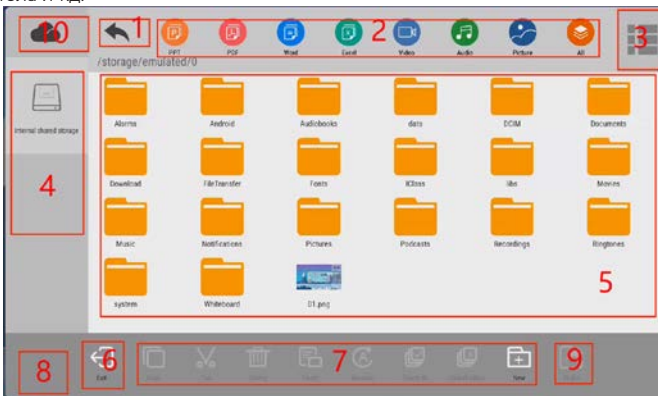 10
1
PPT PDF Word Excel 2 Video Audio Picture All
3
/storage/emulated/0
Internal shared storage
4
Alarms Android Audiobooks data DCIM Documents
Download FileTransfer Fonts IClass libs Movies
Music Notifications Pictures Podcasts Recordings Ringtones
system Whiteboard 01.png
5
8
6
Exit
7
New
9